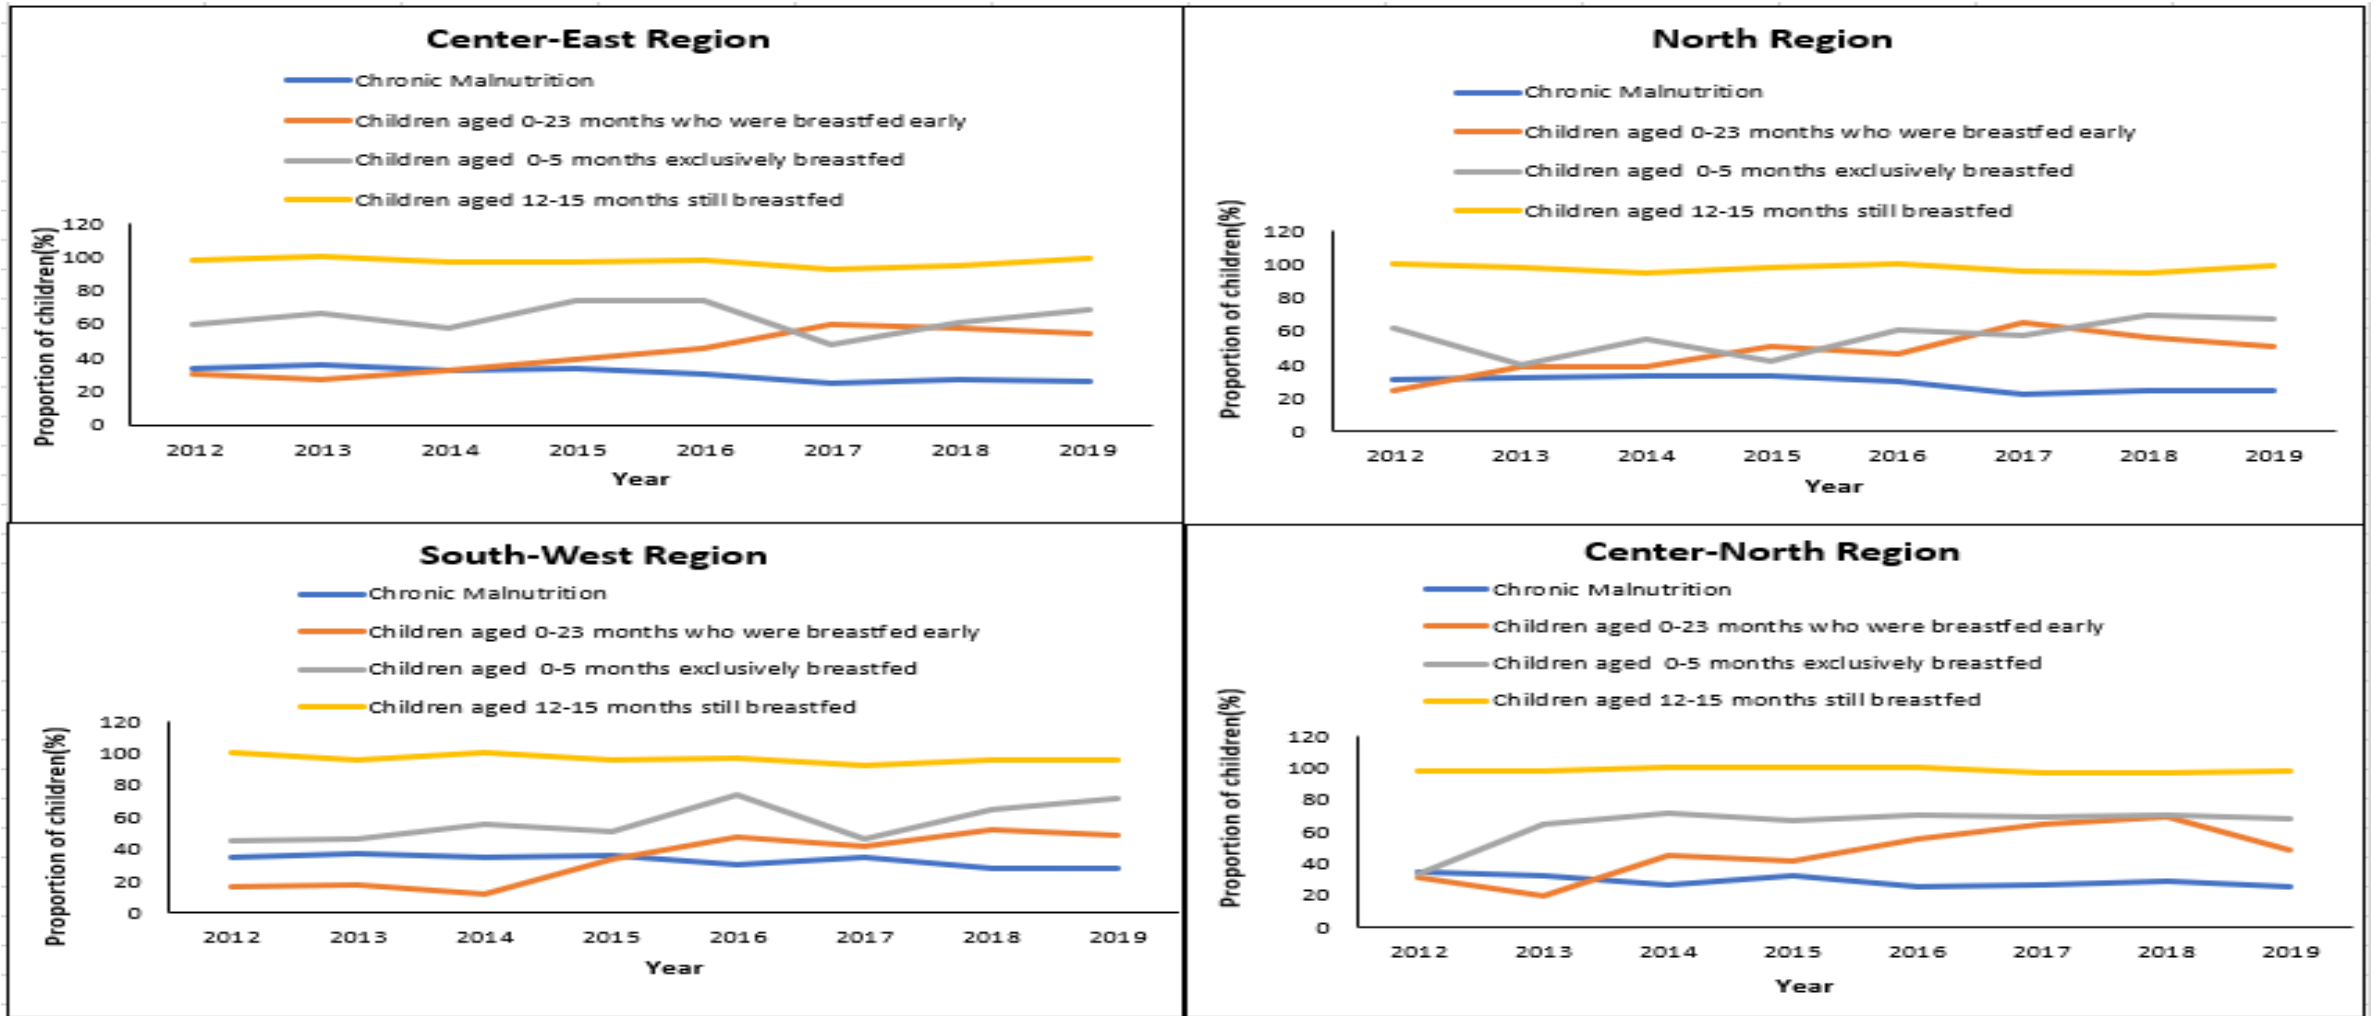 Center-East Region
Chronic Malnutrition
Children aged 0-23 months who were breastfed early
Children aged 0-5 months exclusively breastfed
Children aged 12-15 months still breastfed
Proportion of children(%)
120
100
80
60
40
20
0
2012 2013 2014 2015 2016 2017 2018 2019
Year
North Region
Chronic Malnutrition
Children aged 0-23 months who were breastfed early
Children aged 0-5 months exclusively breastfed
Children aged 12-15 months still breastfed
Proportion of children(%)
120
100
80
60
40
20
0
2012 2013 2014 2015 2016 2017 2018 2019
Year
South-West Region
Chronic Malnutrition
Children aged 0-23 months who were breastfed early
Children aged 0-5 months exclusively breastfed
Children aged 12-15 months still breastfed
Proportion of children(%)
120
100
80
60
40
20
0
2012 2013 2014 2015 2016 2017 2018 2019
Year
Center-North Region
Chronic Malnutrition
Children aged 0-23 months who were breastfed early
Children aged 0-5 months exclusively breastfed
Children aged 12-15 months still breastfed
Proportion of children(%)
120
100
80
60
40
20
0
2012 2013 2014 2015 2016 2017 2018 2019
Year